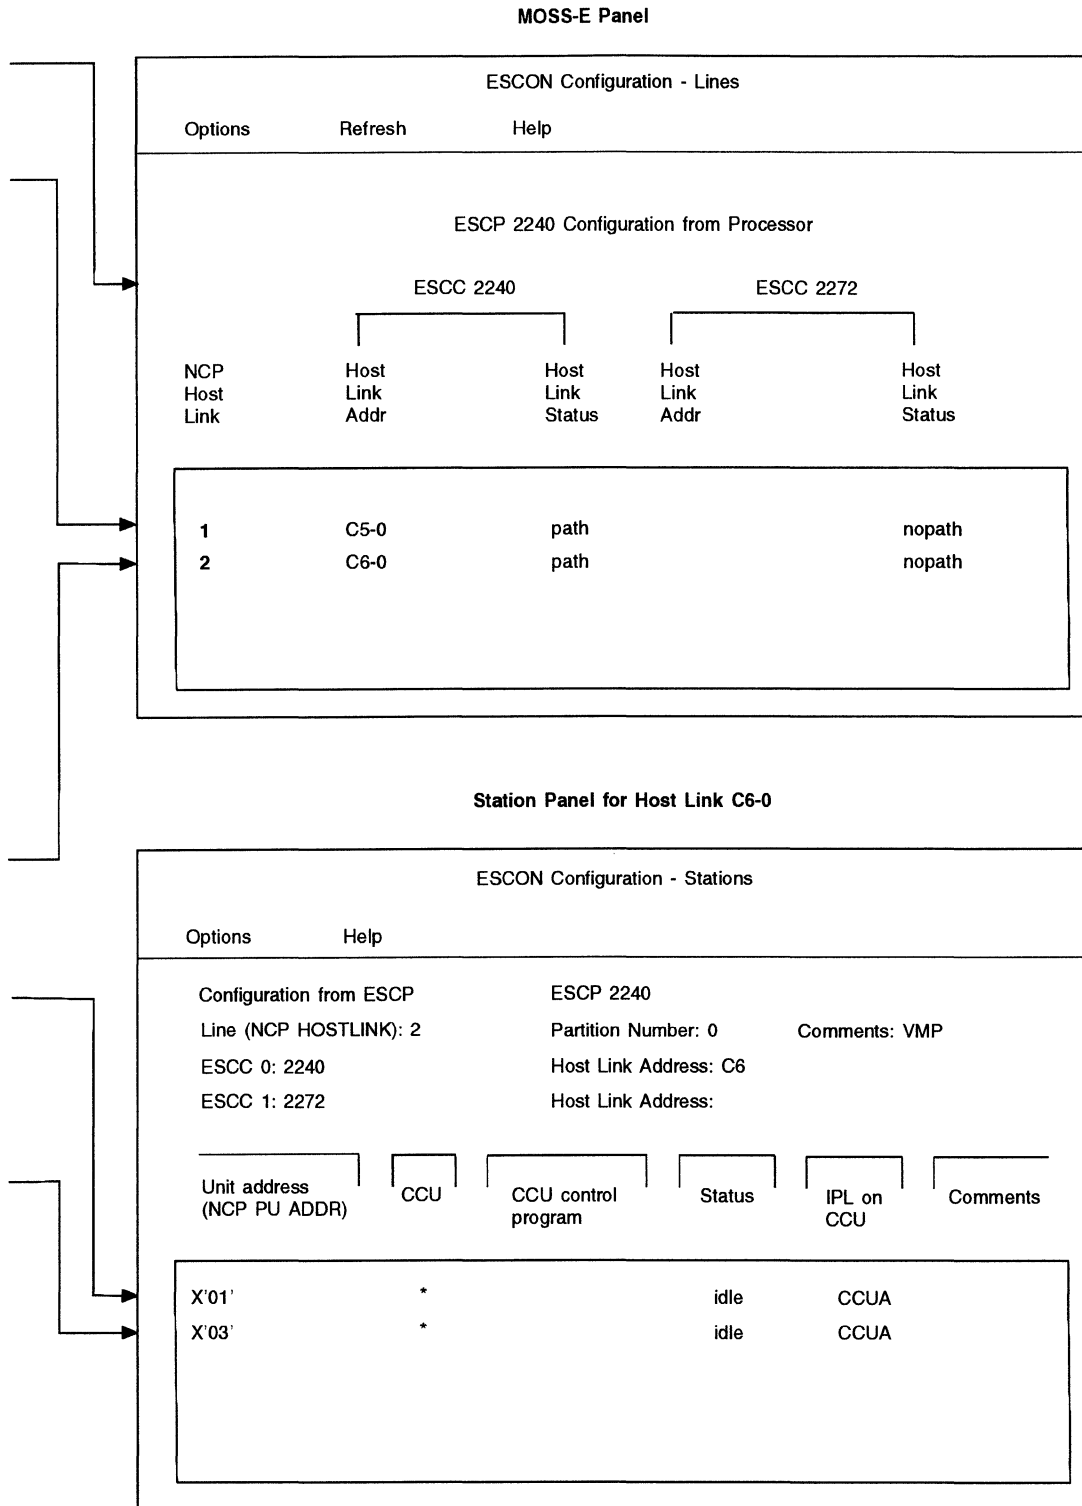 MOSS-E Panel
ESCON Configuration - Lines
Options Refresh Help
ESCP 2240 Configuration from Processor
ESCC 2240 ESCC 2272
NCP Host Host Host Host
Host Link Link Link Link
Link Addr Status Addr Status
1 C5-0 path nopath
2 C6-0 path nopath
Station Panel for Host Link C6-0
ESCON Configuration - Stations
Options Help
Configuration from ESCP ESCP 2240
Line (NCP HOSTLINK): 2 Partition Number: 0 Comments: VMP
ESCC 0: 2240 Host Link Address: C6
ESCC 1: 2272 Host Link Address:
Unit address CCU CCU control Status IPL on Comments
(NCP PU ADDR) program CCU
X'01' * idle CCUA
X'03' * idle CCUA